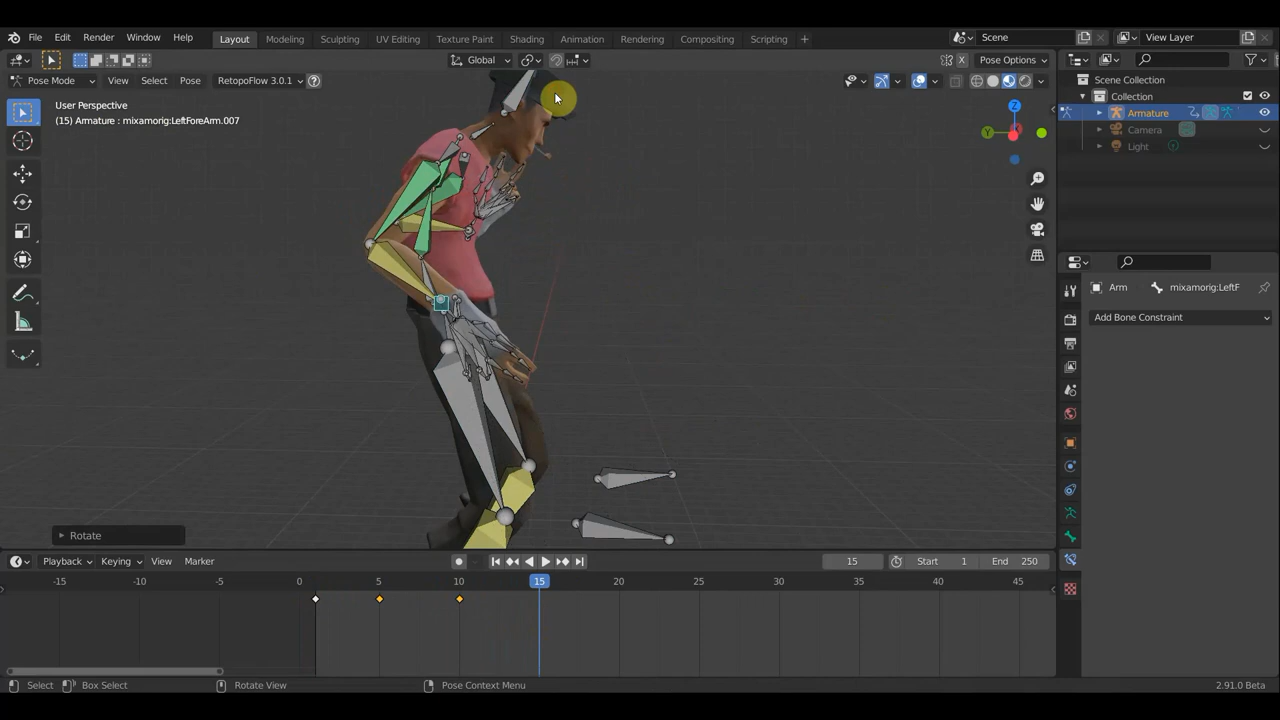 File Edit Render Window Help Layout Modeling Sculpting UV Editing Texture Paint Shading Animation Rendering Compositing Scripting + Scene View Layer
Global Pose Options
Pose Mode View Select Pose RetopoFlow 3.0.1 ?
Scene Collection
Collection
Armature
Camera
Light
User Perspective
(15) Armature : mixamorig:LeftForeArm.007
Z
Y
Arm mixamorig:LeftF
Add Bone Constraint
Rotate
Playback Keying View Marker 15 Start 1 End 250
-15 -10 -5 0 5 10 15 20 25 30 35 40 45
Select Box Select Rotate View Pose Context Menu 2.91.0 Beta